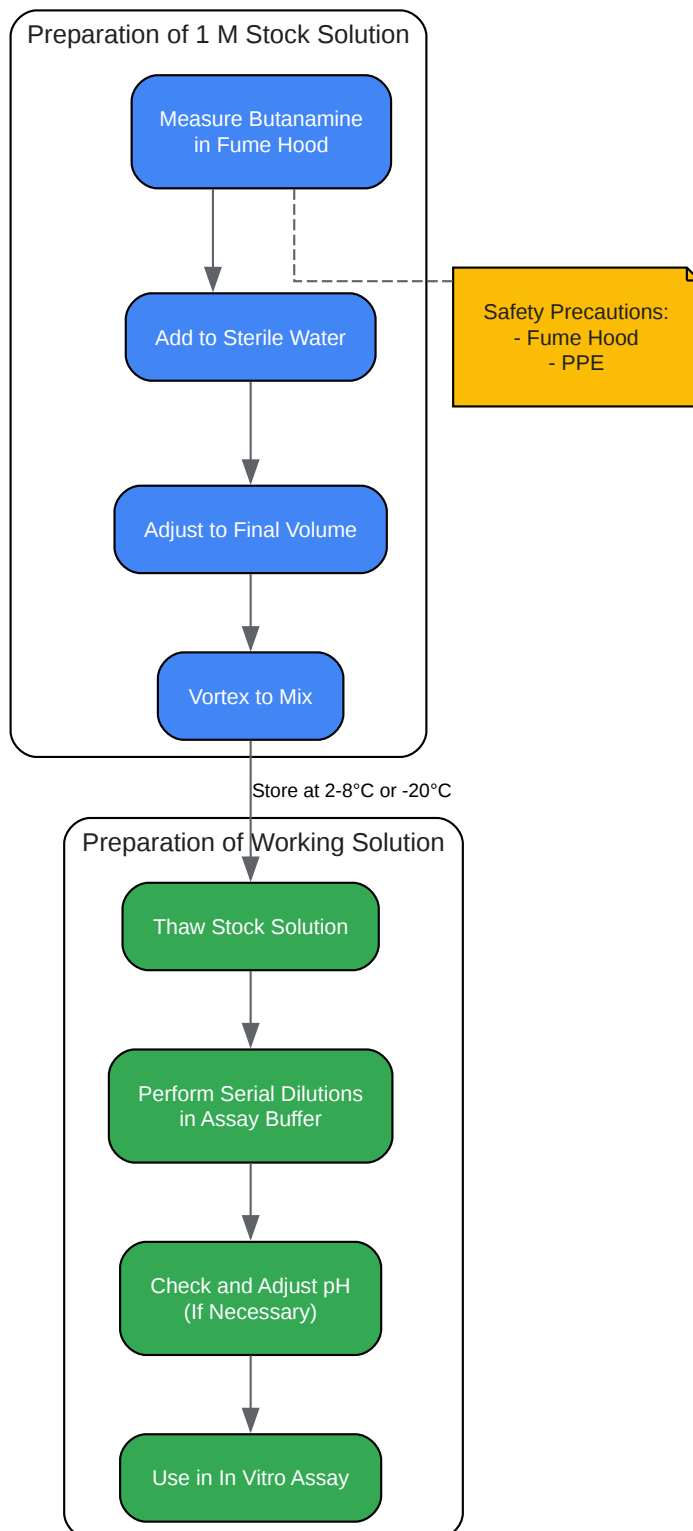 Preparation of 1 M Stock Solution
Measure Butanamine
in Fume Hood
Safety Precautions:
- Fume Hood
- PPE
Add to Sterile Water
Adjust to Final Volume
Vortex to Mix
Store at 2-8°C or -20°C
Preparation of Working Solution
Thaw Stock Solution
Perform Serial Dilutions
in Assay Buffer
Check and Adjust pH
(If Necessary)
Use in In Vitro Assay